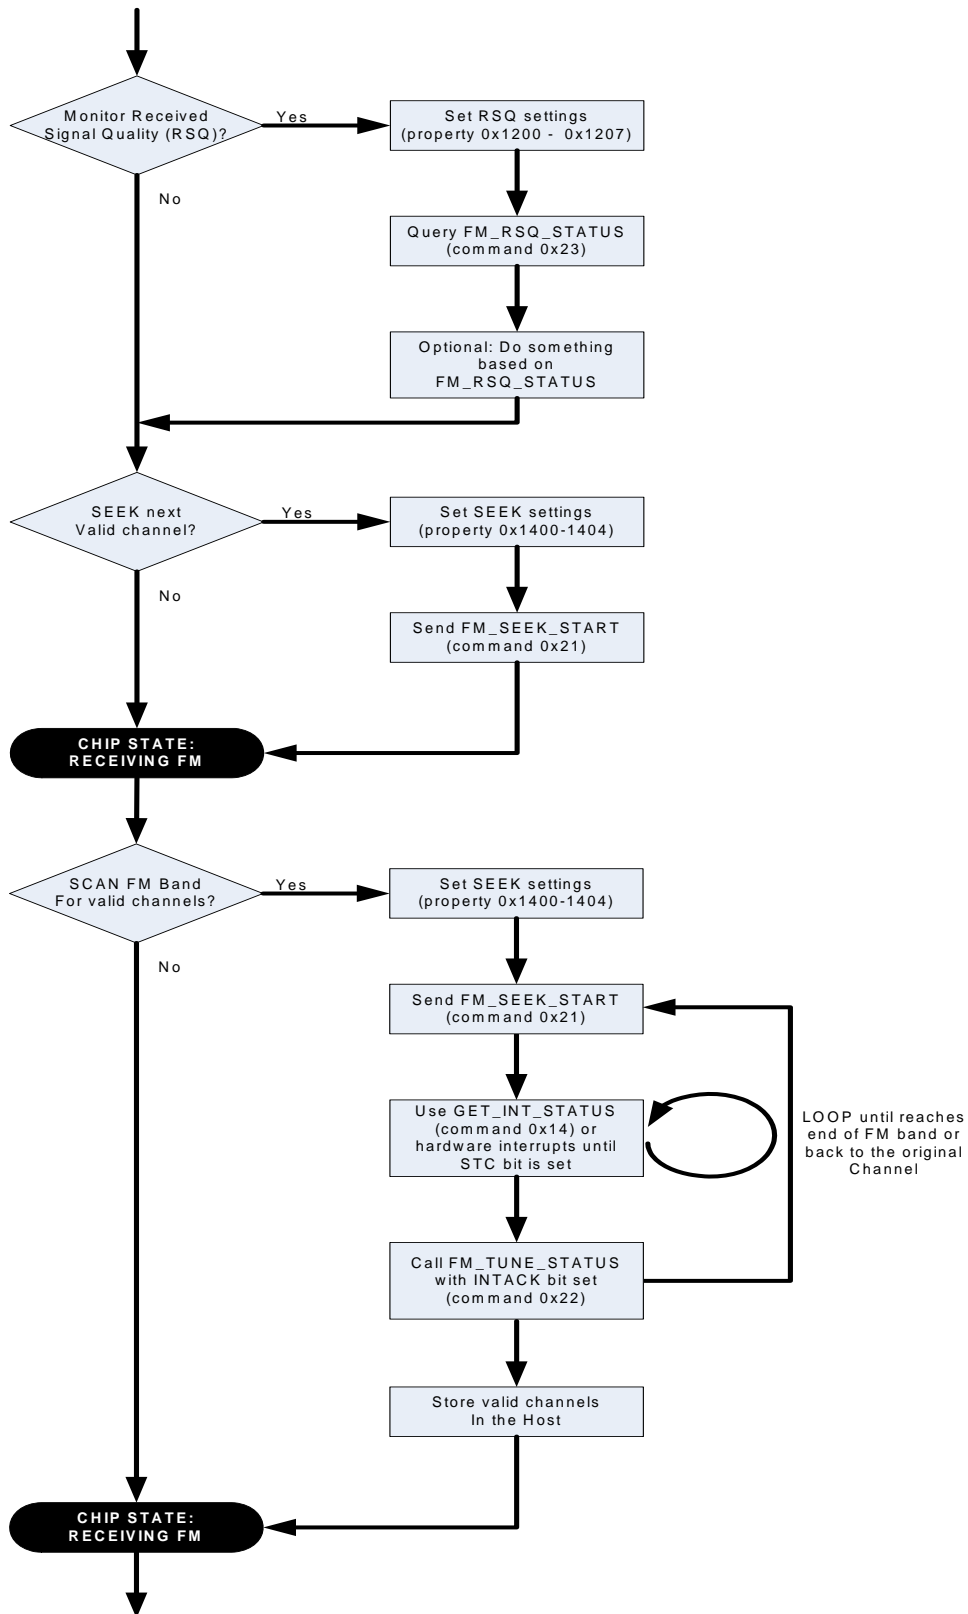 Monitor Received
Signal Quality (RSQ)?
Yes
Set RSQ settings
(property 0x1200 - 0x1207)
No
Query FM_RSQ_STATUS
(command 0x23)
Optional: Do something
based on
FM_RSQ_STATUS
SEEK next
Valid channel?
Yes
Set SEEK settings
(property 0x1400-1404)
No
Send FM_SEEK_START
(command 0x21)
CHIP STATE:
RECEIVING FM
SCAN FM Band
For valid channels?
Yes
Set SEEK settings
(property 0x1400-1404)
No
Send FM_SEEK_START
(command 0x21)
Use GET_INT_STATUS
(command 0x14) or
hardware interrupts until
STC bit is set
LOOP until reaches
end of FM band or
back to the original
Channel
Call FM_TUNE_STATUS
with INTACK bit set
(command 0x22)
Store valid channels
In the Host
CHIP STATE:
RECEIVING FM